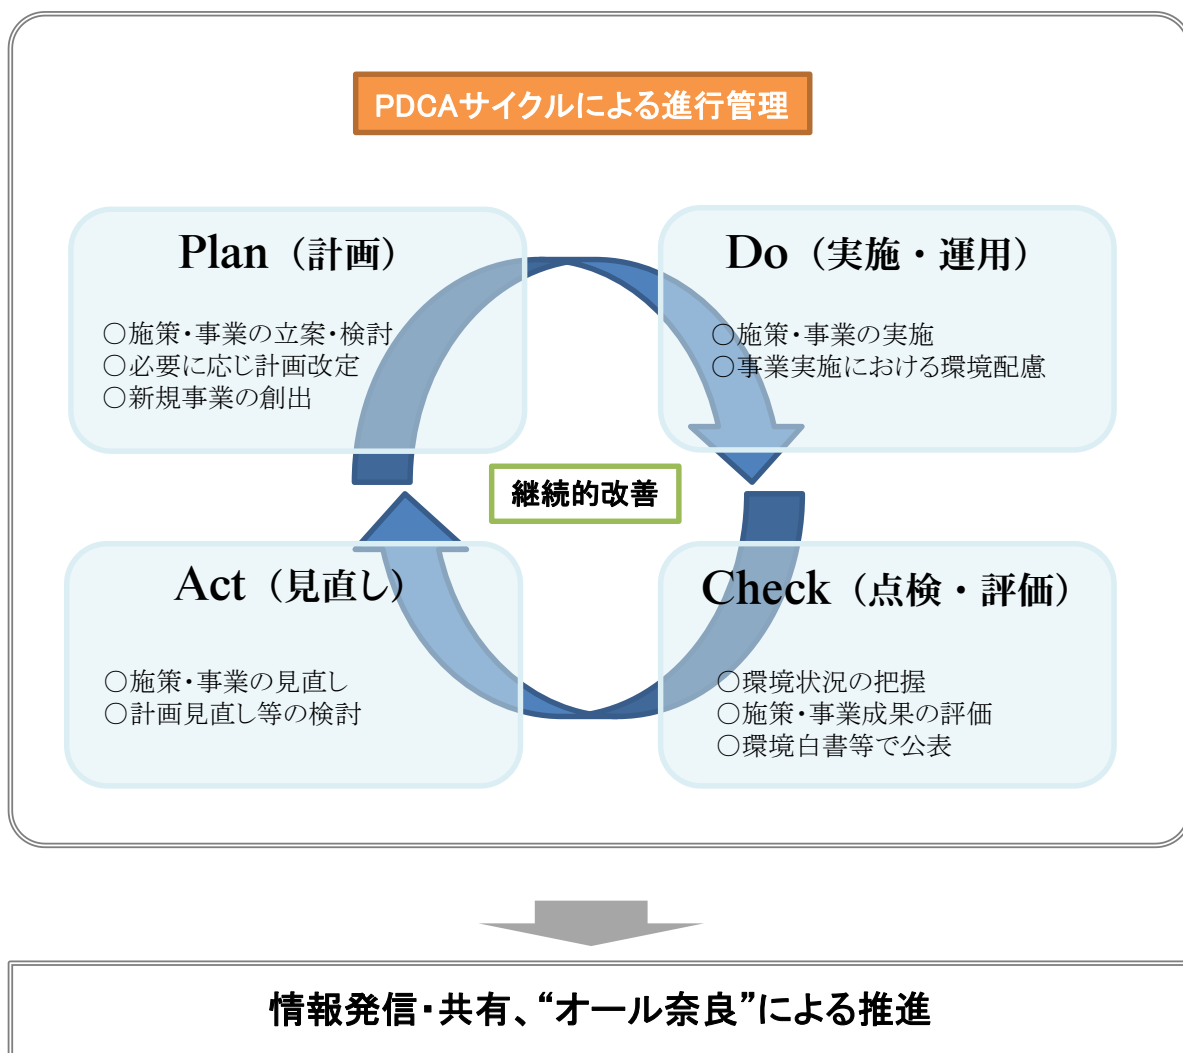 PDCAサイクルによる進行管理
Plan（計画）
○施策・事業の立案・検討
○必要に応じ計画改定
○新規事業の創出
Do（実施・運用）
○施策・事業の実施
○事業実施における環境配慮
継続的改善
Act（見直し）
○施策・事業の見直し
○計画見直し等の検討
Check（点検・評価）
○環境状況の把握
○施策・事業成果の評価
○環境白書等で公表
情報発信・共有、“オール奈良”による推進